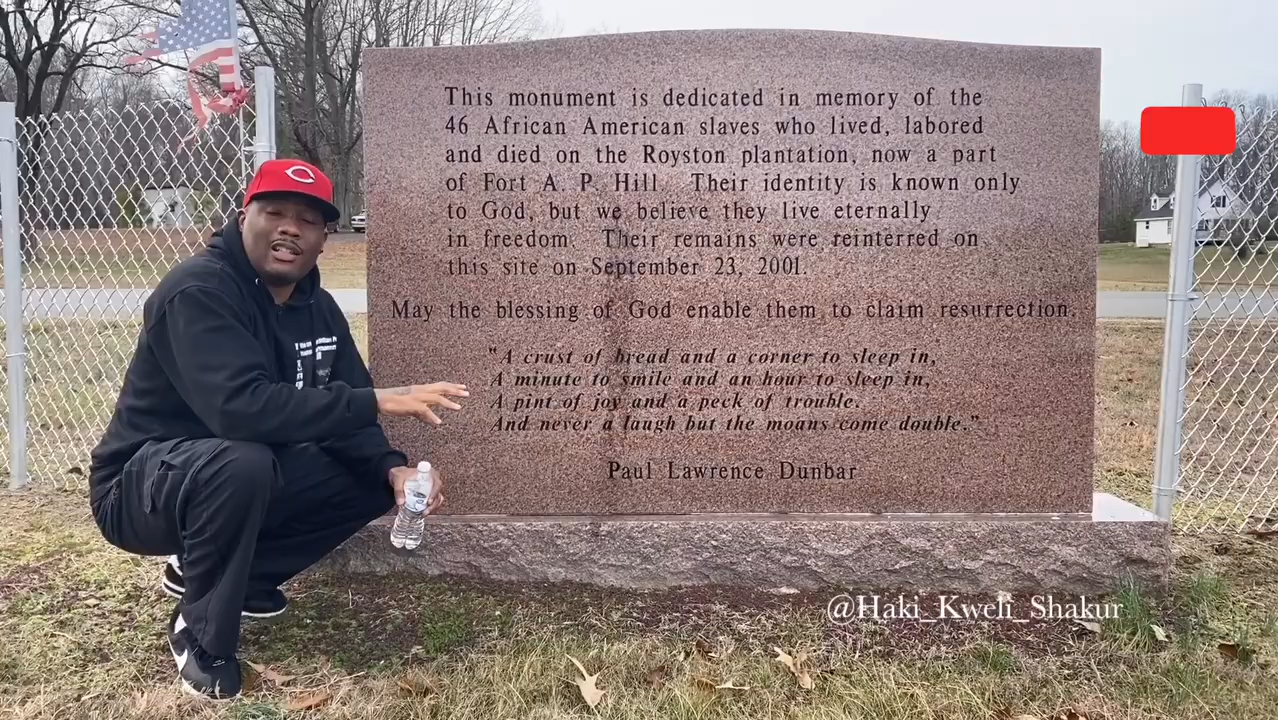 This monument is dedicated in memory of the
46 African American slaves who lived, labored
and died on the Royston plantation, now a part
of Fort A. P. Hill. Their identity is known only
to God, but we believe they live eternally
in freedom. Their remains were reinterred on
this site on September 23, 2001.
May the blessing of God enable them to claim resurrection.
"A crust of bread and a corner to sleep in,
A minute to smile and an hour to sleep in,
A pint of joy and a peck of trouble.
And never a laugh but the moans come double."
Paul Lawrence Dunbar
@Haki_Kweli_Shakur